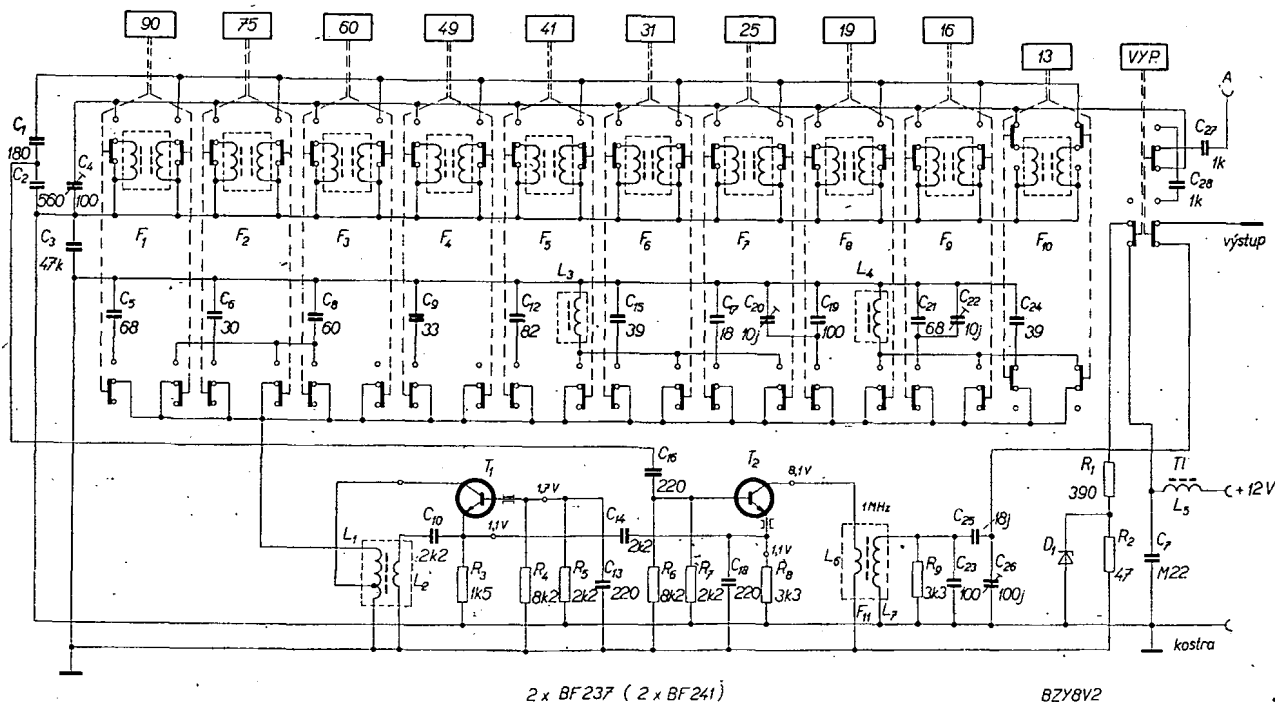 90 75 60 49 41 31 25 19 16 13 VYP. A
C1 180
C2 560
C4 100
C3 47k
C27 1k
C28 1k
výstup
F1 F2 F3 F4 F5 F6 F7 F8 F9 F10
L3 L4
C5 68
C6 30
C8 60
C9 33
C12 82
C15 39
C17 18
C20 10j
C19 100
C21 68
C22 10j
C24 39
C16 220
T1 T2
1,7V
1,1V
8,1V
1,1V
1MHz
L1 L2
C10 2k2
R3 1k5
R4 8k2
R5 2k2
C13 220
C14 2k2
R6 8k2
R7 2k2
C18 220
R8 3k3
L6 F11 L7
R9 3k3
C23 100
C25 18j
C26 100j
D1
R1 390
R2 47
Tl
L5
+12V
C7 M22
kostra
2 x BF237 ( 2 x BF241)
BZY8V2